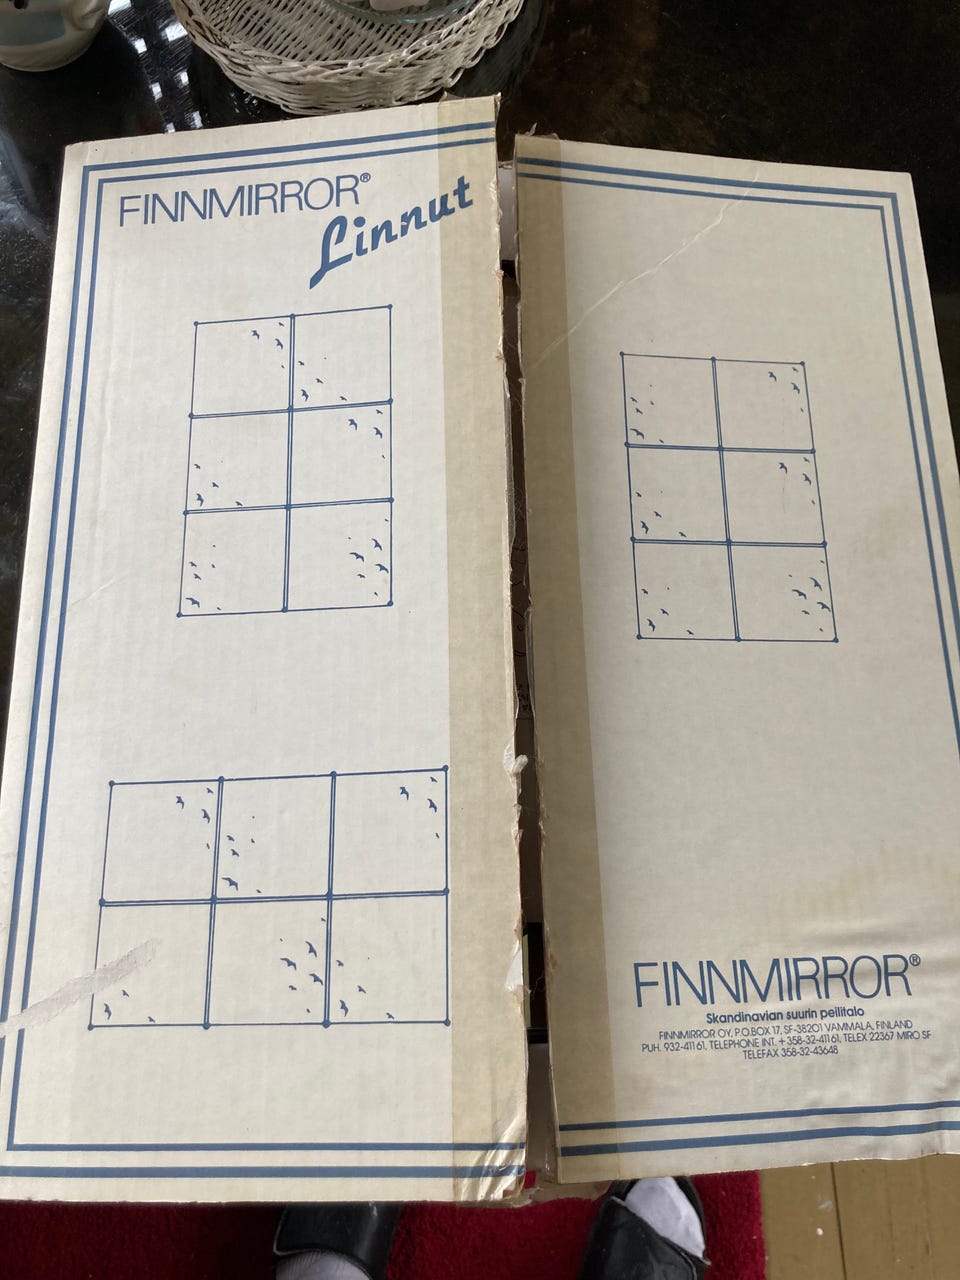 FINNMIRROR®
Linnut
FINNMIRROR®
Skandinavian suurin peilitalo
FINNMIRROR OY, P.O.BOX 17, SF-38201 VAMMALA, FINLAND
PUH. 932-41161, TELEPHONE INT. + 358-32-41161, TELEX 22367 MIRO SF
TELEFAX 358-32-43648